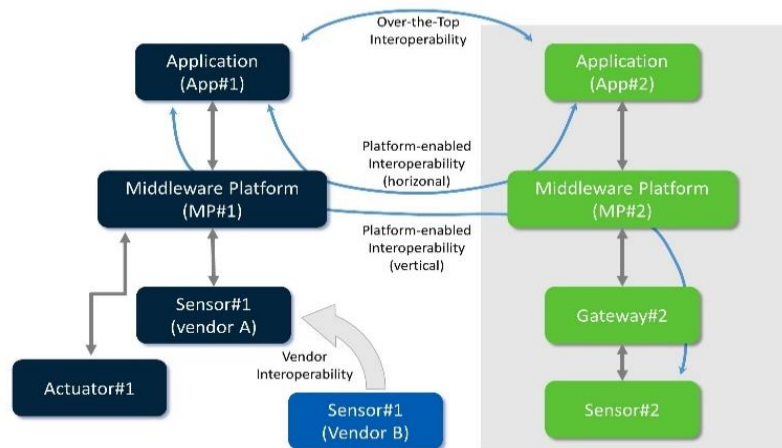 Over-the-Top
Interoperability
Application
(App#1)
Application
(App#2)
Platform-enabled
Interoperability
(horizonal)
Middleware Platform
(MP#1)
Middleware Platform
(MP#2)
Platform-enabled
Interoperability
(vertical)
Sensor#1
(vendor A)
Gateway#2
Vendor
Interoperability
Actuator#1
Sensor#1
(Vendor B)
Sensor#2